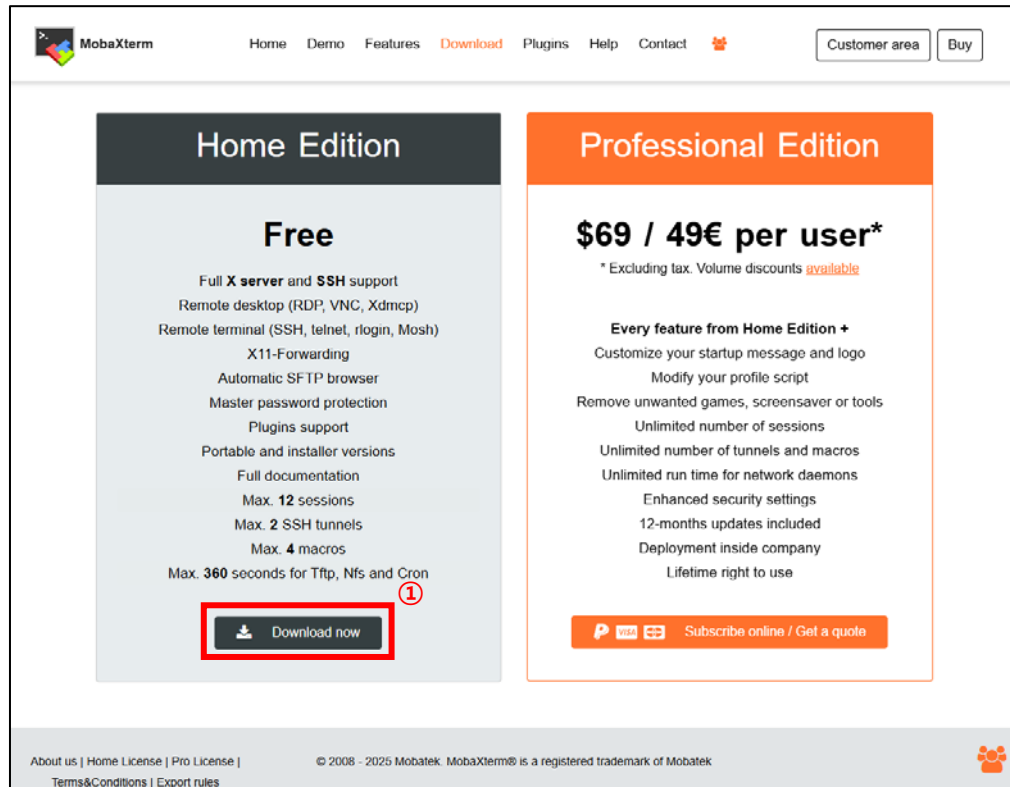 MobaXterm
Home Demo Features Download Plugins Help Contact
Customer area
Buy
Home Edition
Free
Full X server and SSH support
Remote desktop (RDP, VNC, Xdmcp)
Remote terminal (SSH, telnet, rlogin, Mosh)
X11-Forwarding
Automatic SFTP browser
Master password protection
Plugins support
Portable and installer versions
Full documentation
Max. 12 sessions
Max. 2 SSH tunnels
Max. 4 macros
Max. 360 seconds for Tftp, Nfs and Cron
①
Download now
Professional Edition
$69 / 49€ per user*
* Excluding tax. Volume discounts available
Every feature from Home Edition +
Customize your startup message and logo
Modify your profile script
Remove unwanted games, screensaver or tools
Unlimited number of sessions
Unlimited number of tunnels and macros
Unlimited run time for network daemons
Enhanced security settings
12-months updates included
Deployment inside company
Lifetime right to use
VISA
Subscribe online / Get a quote
About us | Home License | Pro License |
Terms&Conditions | Export rules
© 2008 - 2025 Mobatek. MobaXterm® is a registered trademark of Mobatek